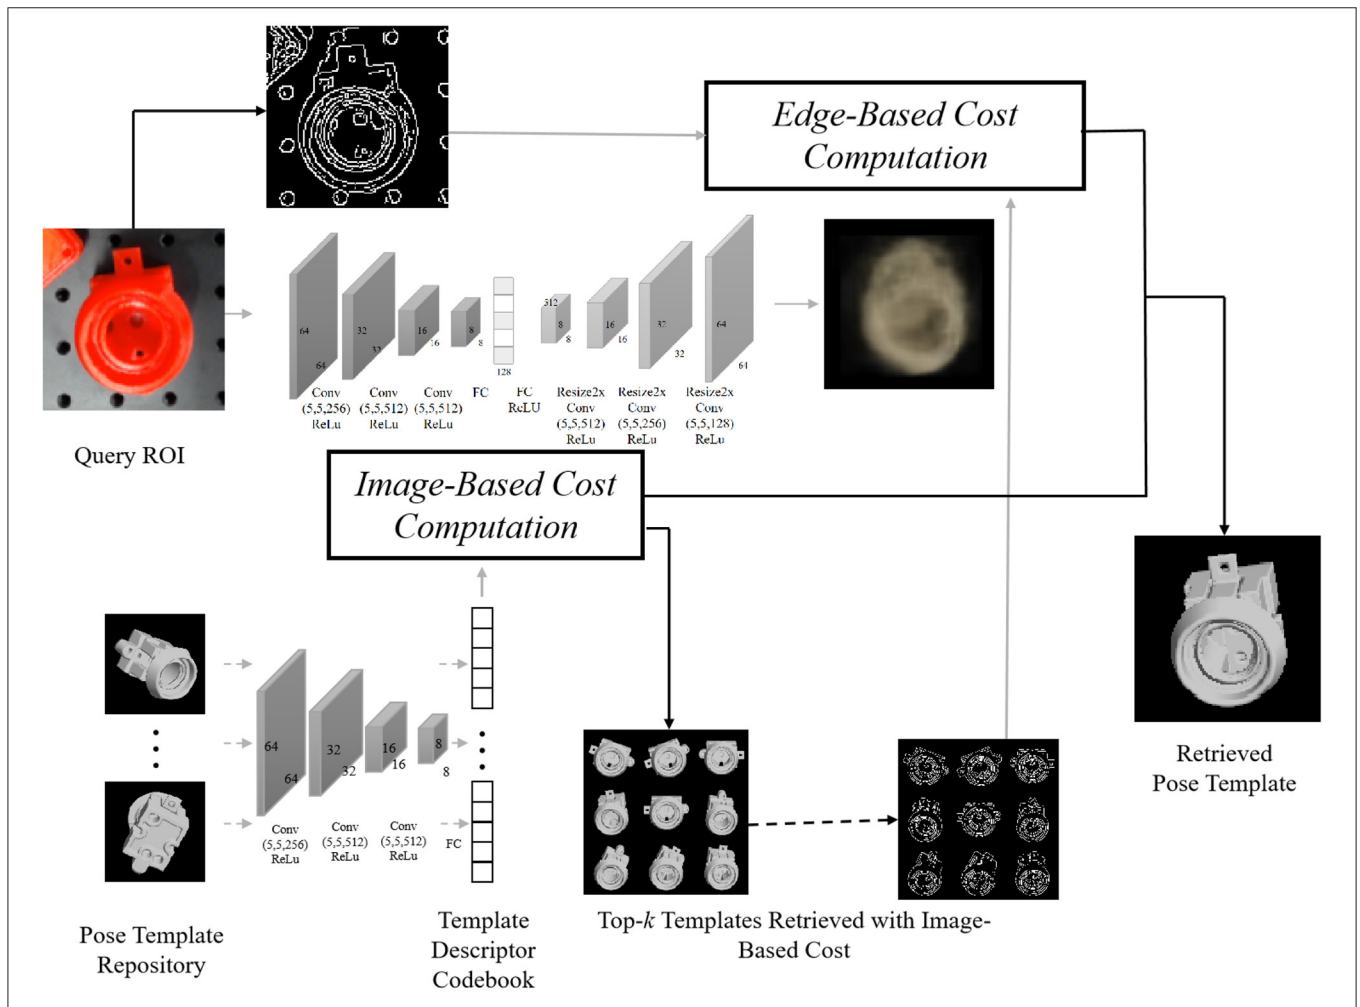 Edge-Based Cost
Computation
64
64
32
32
16
16
8
8
128
512
8
8
16
16
32
32
64
64
Conv
(5,5,256)
ReLu
Conv
(5,5,512)
ReLu
Conv
(5,5,512)
ReLu
FC
FC
ReLU
Resize2x
Conv
(5,5,512)
ReLu
Resize2x
Conv
(5,5,256)
ReLu
Resize2x
Conv
(5,5,128)
ReLu
Query ROI
Image-Based Cost
Computation
64
64
32
32
16
16
8
8
Conv
(5,5,256)
ReLu
Conv
(5,5,512)
ReLu
Conv
(5,5,512)
ReLu
FC
Retrieved
Pose Template
Pose Template
Repository
Template
Descriptor
Codebook
Top-k Templates Retrieved with Image-
Based Cost